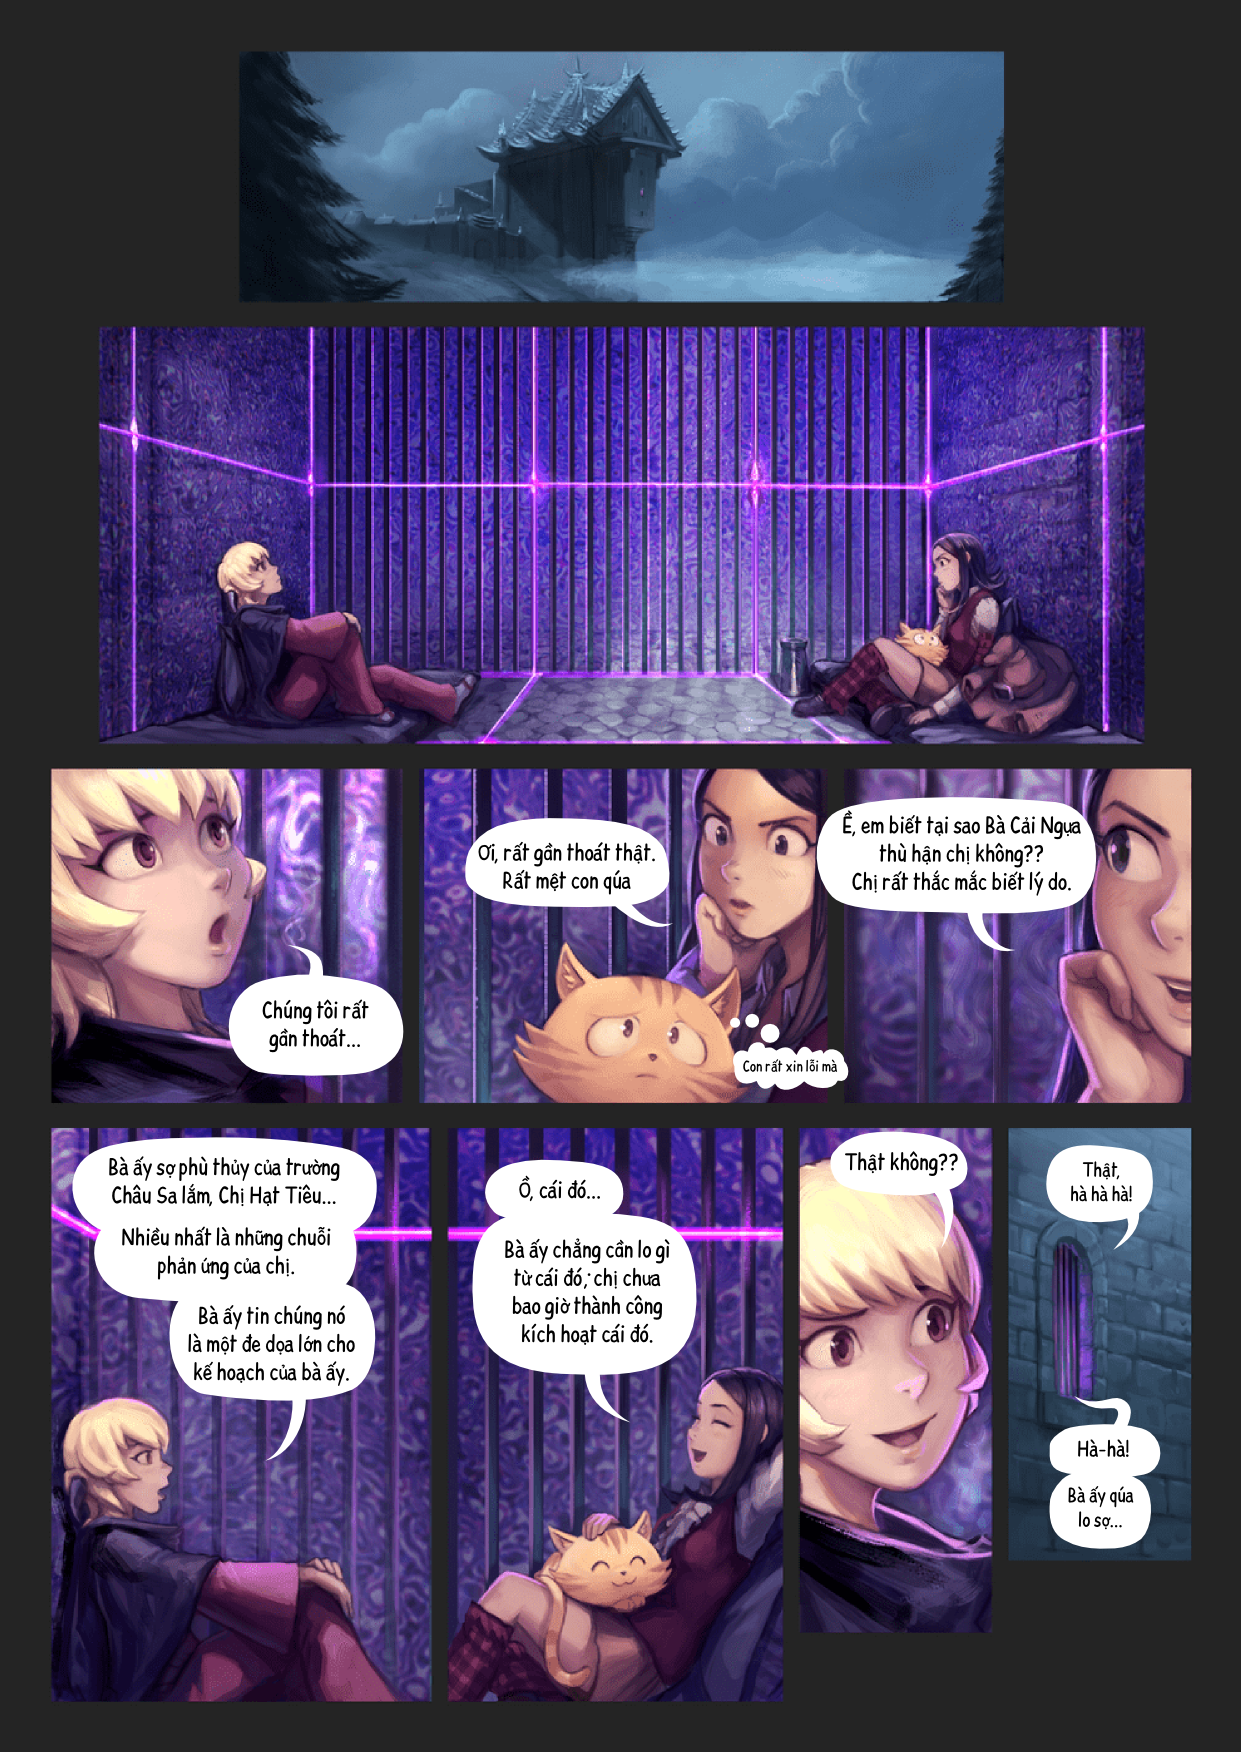 Chúng tôi rất
gần thoát...
Ơi, rất gần thoát thật.
Rất mệt con qúa
Con rất xin lỗi mà
Ề, em biết tại sao Bà Cải Ngựa
thù hận chị không??
Chị rất thắc mắc biết lý do.
Bà ấy sợ phù thủy của trường
Châu Sa lắm, Chị Hạt Tiêu...
Nhiều nhất là những chuỗi
phản ứng của chị.
Bà ấy tin chúng nó
là một đe dọa lớn cho
kế hoạch của bà ấy.
Ồ, cái đó...
Bà ấy chẳng cần lo gì
từ cái đó; chị chưa
bao giờ thành công
kích hoạt cái đó.
Thật không??
Thật,
hà hà hà!
Hà-hà!
Bà ấy qúa
lo sợ...